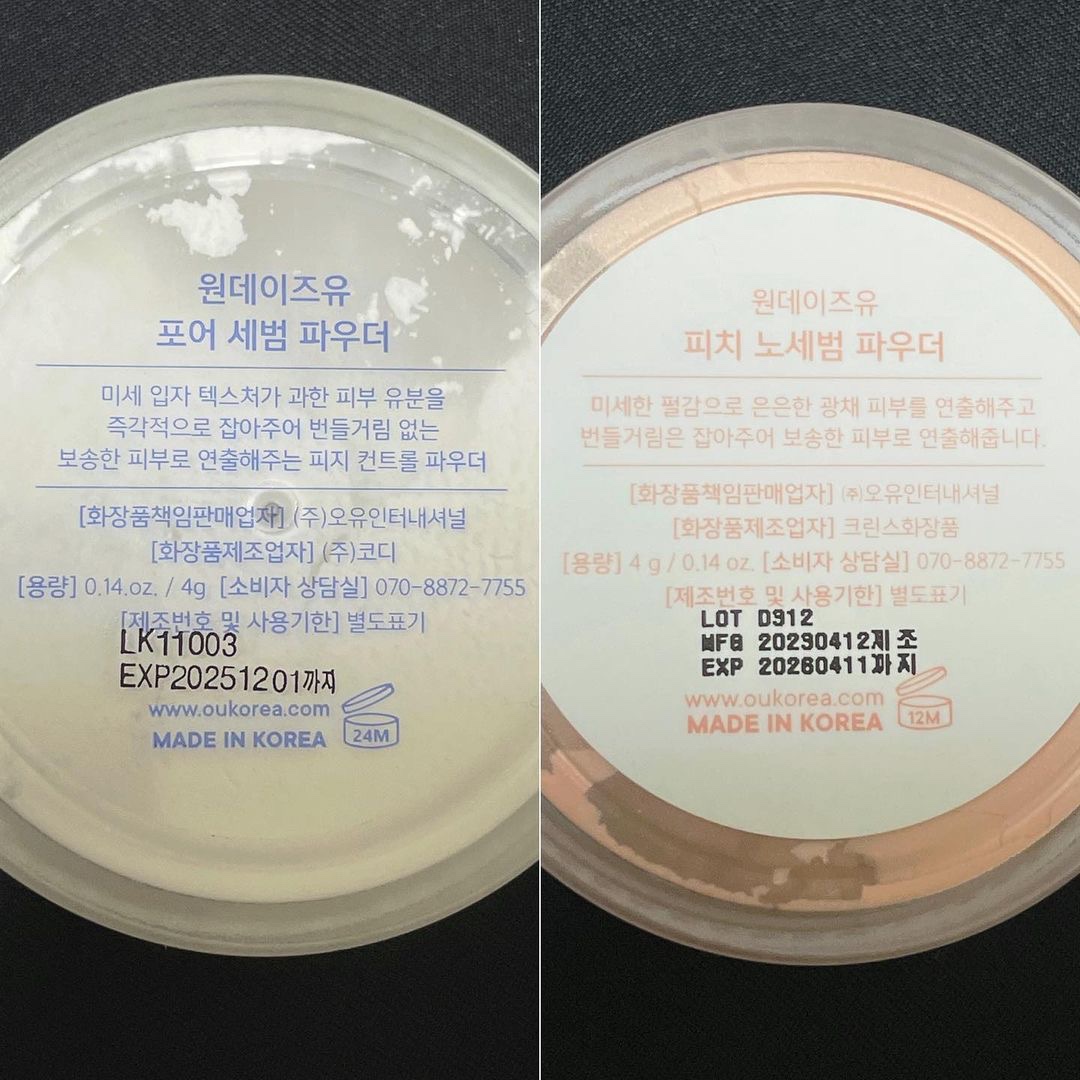 원데이즈유
포어 세범 파우더
미세 입자 텍스처가 과한 피부 유분을
즉각적으로 잡아주어 번들거림 없는
보송한 피부로 연출해주는 피지 컨트롤 파우더
[화장품책임판매업자] (주)오유인터내셔널
[화장품제조업자] (주)코디
[용량] 0.14oz. / 4g [소비자 상담실] 070-8872-7755
[제조번호 및 사용기한] 별도표기
LK11003
EXP20251201까지
www.oukorea.com
MADE IN KOREA 24M
원데이즈유
피치 노세범 파우더
미세한 펄감으로 은은한 광채 피부를 연출해주고
번들거림은 잡아주어 보송한 피부로 연출해줍니다.
[화장품책임판매업자] ㈜오유인터내셔널
[화장품제조업자] 크린스화장품
[용량] 4 g / 0.14 oz. [소비자 상담실] 070-8872-7755
[제조번호 및 사용기한] 별도표기
LOT D312
MFG 20230412제조
EXP 20260411까지
www.oukorea.com
MADE IN KOREA 12M